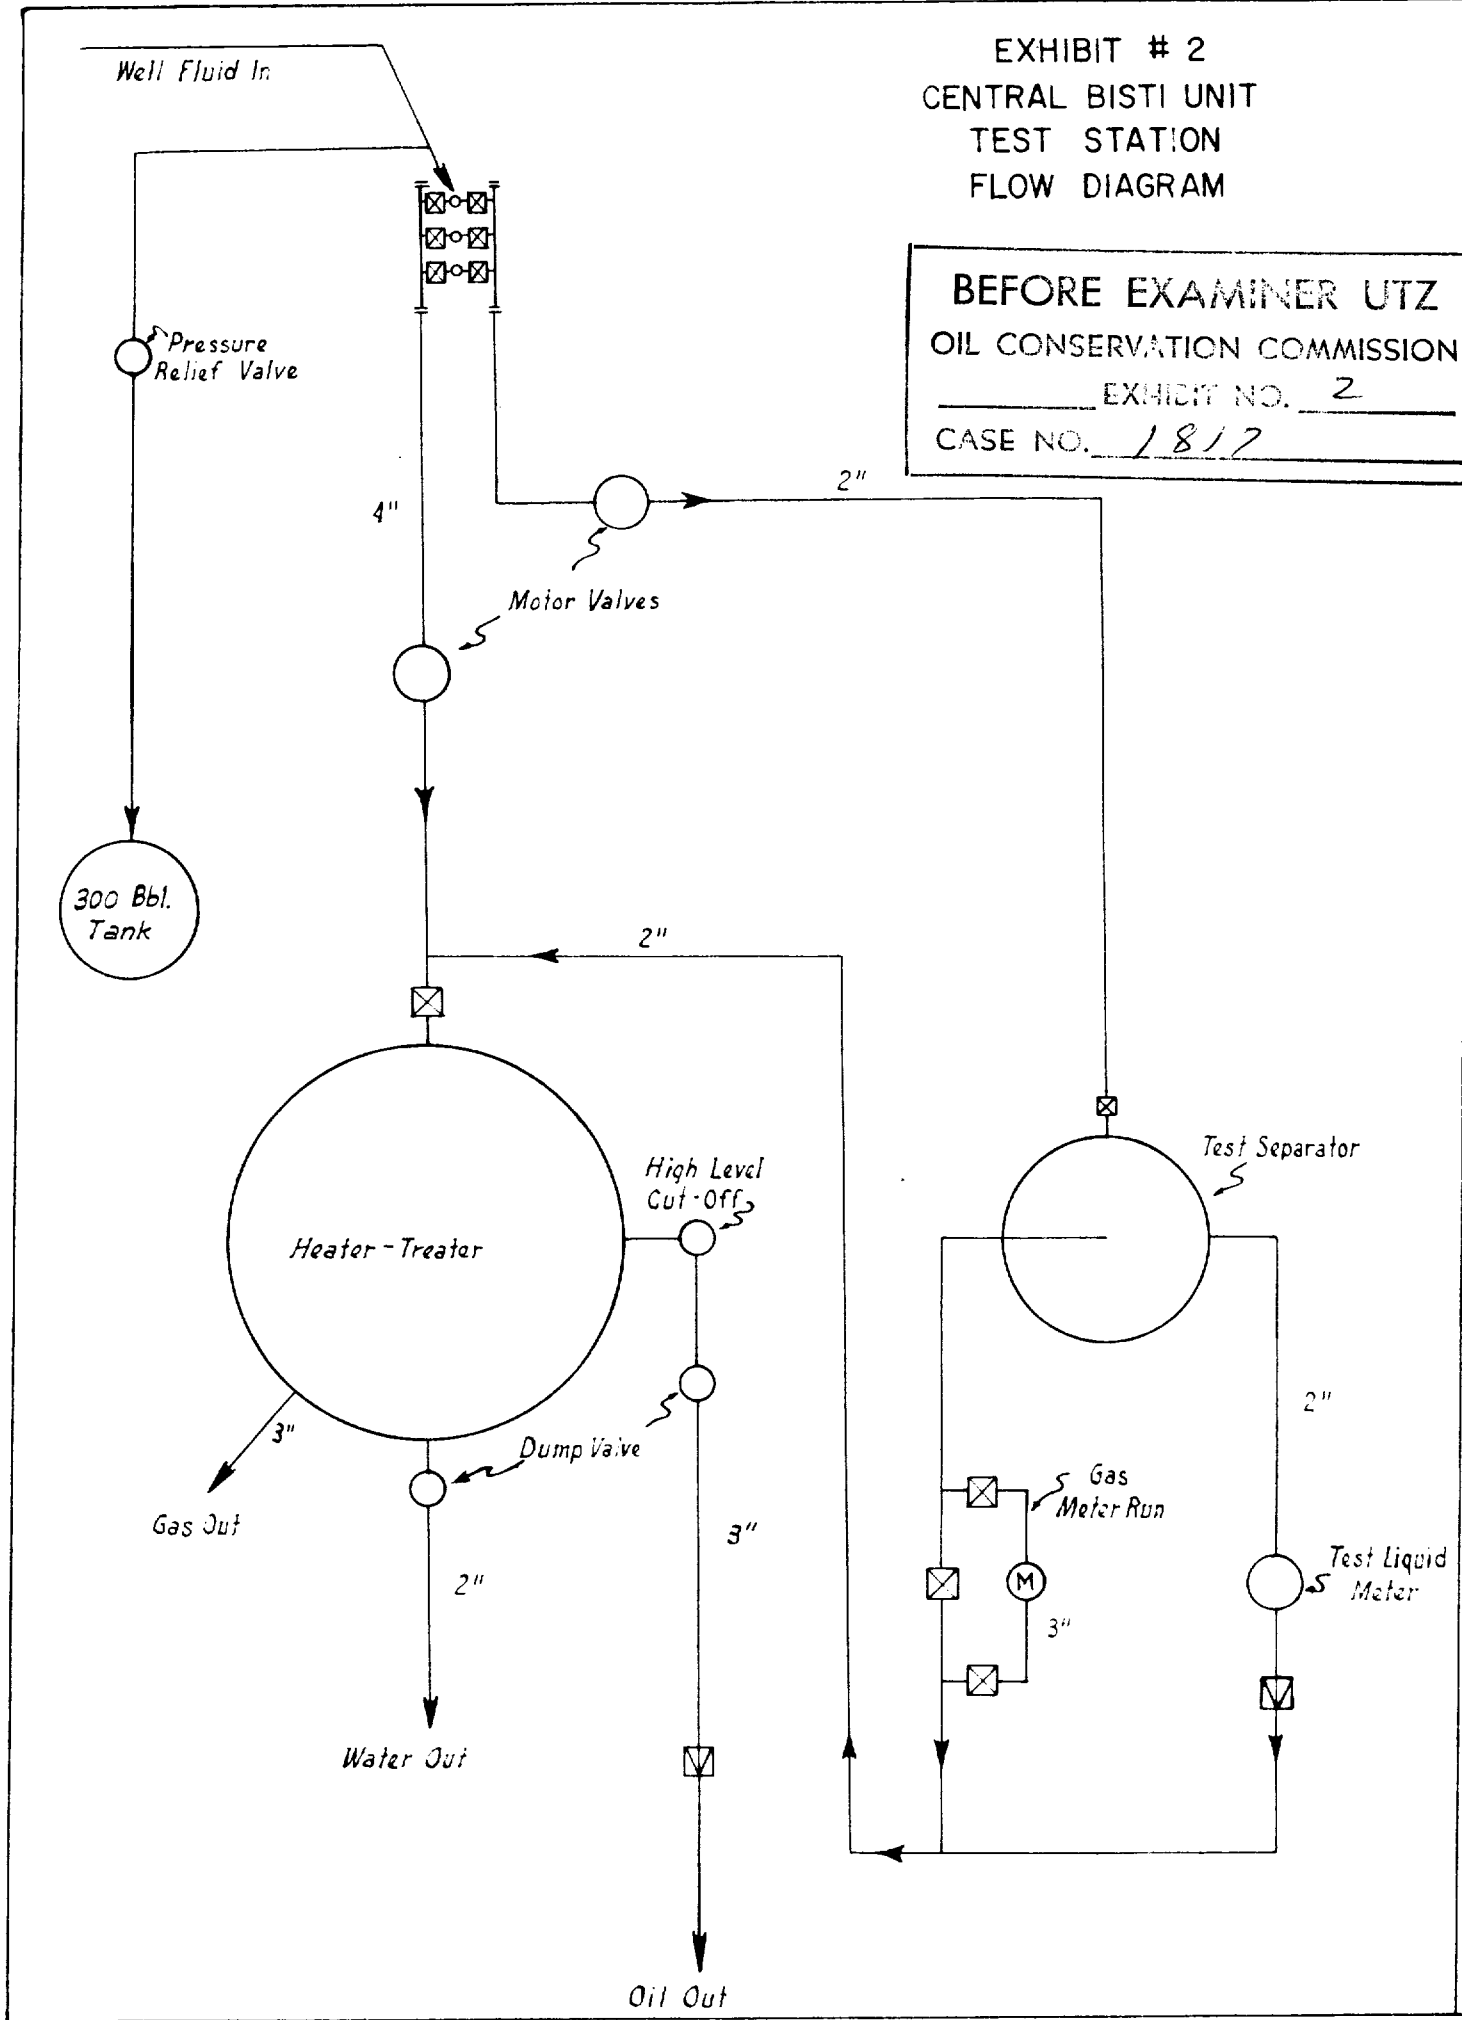 EXHIBIT # 2
CENTRAL BISTI UNIT
TEST STATION
FLOW DIAGRAM
BEFORE EXAMINER UTZ
OIL CONSERVATION COMMISSION
EXHIBIT NO. 2
CASE NO. 1817
Well Fluid In
Pressure
Relief Valve
4"
2"
Motor Valves
300 Bbl.
Tank
2"
High Level
Cut-Off
Test Separator
Heater-Treater
3"
Dump Valve
Gas Out
2"
3"
Water Out
Oil Out
2"
Gas
Meter Run
M
3"
Test Liquid
Meter